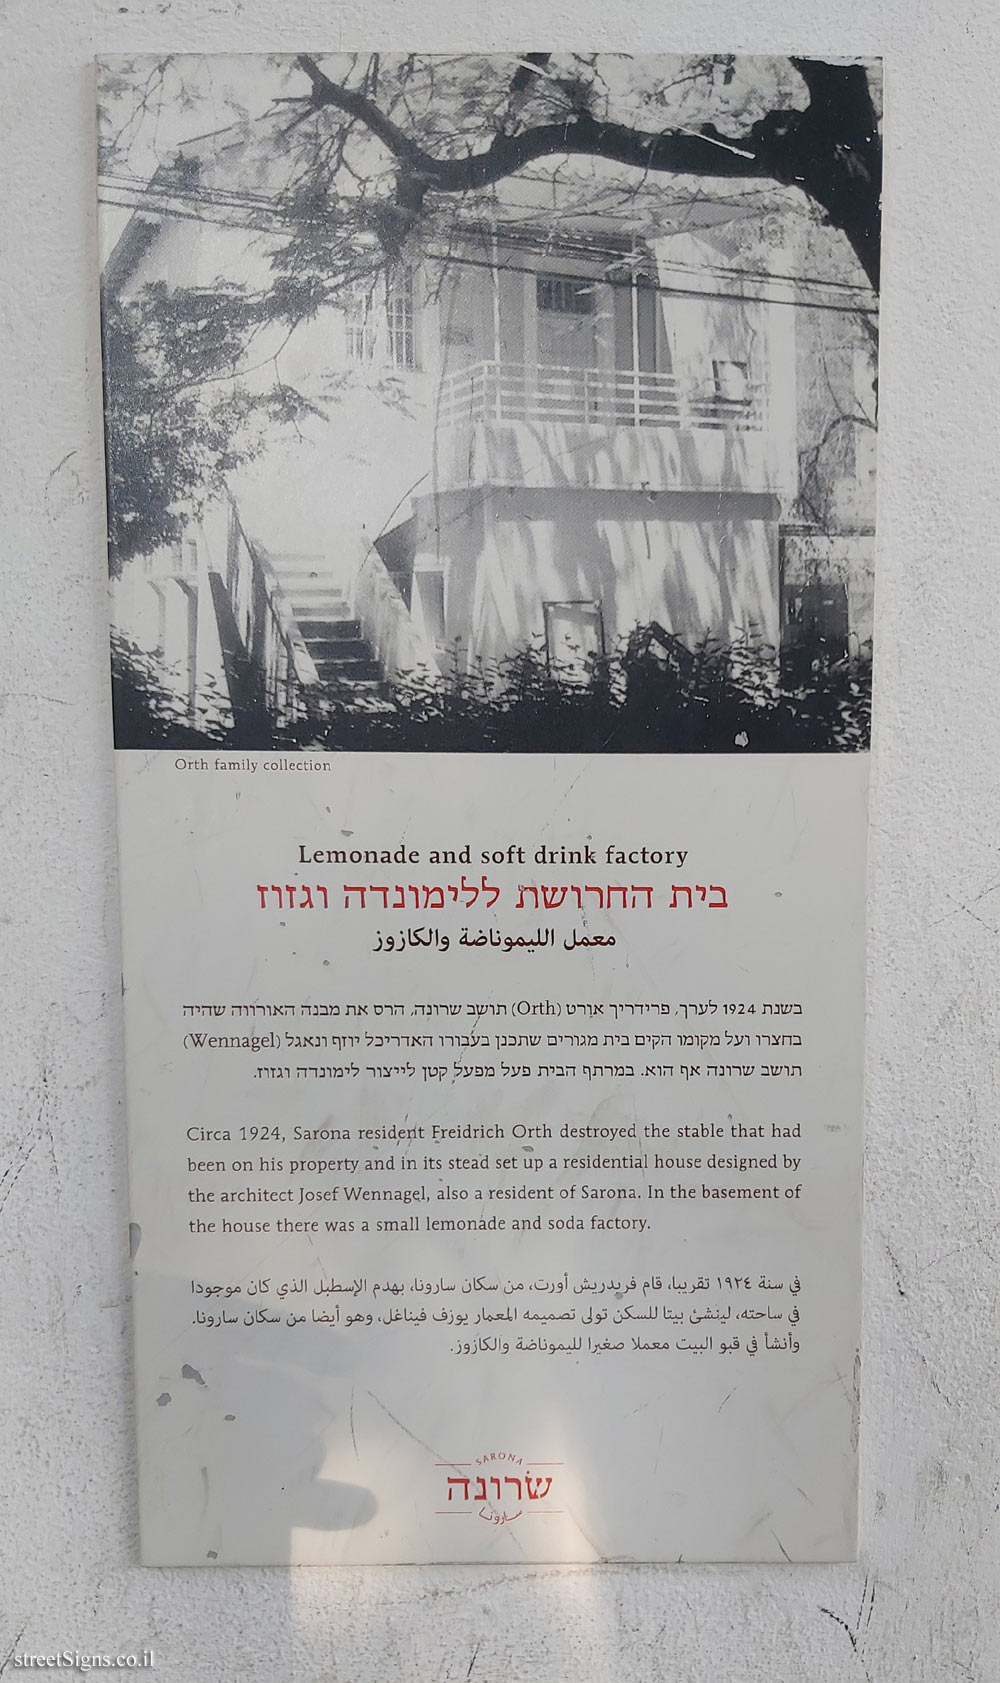 Orth family collection
Lemonade and soft drink factory
בית החרושת ללימונדה וגזוז
معمل الليموناضة والكازوز
בשנת 1924 לערך, פרידריך אורט (Orth) תושב שרונה, הרס את מבנה האורווה שהיה
בחצרו ועל מקומו הקים בית מגורים שתכנן בעבורו האדריכל יוזף ונאגל (Wennagel)
תושב שרונה אף הוא. במרתף הבית פעל מפעל קטן לייצור לימונדה וגזוז.
Circa 1924, Sarona resident Freidrich Orth destroyed the stable that had
been on his property and in its stead set up a residential house designed by
the architect Josef Wennagel, also a resident of Sarona. In the basement of
the house there was a small lemonade and soda factory.
في سنة ١٩٢٤ تقريبا، قام فريدريش أورت، من سكان سارونا، بهدم الإسطبل الذي كان موجودا
في ساحته، لينشئ بيتا للسكن تولى تصميمه المعمار يوزف فيناغل، وهو أيضا من سكان سارونا.
وأنشأ في قبو البيت معملا صغيرا لليموناضة والكازوز.
SARONA
שרונה
سارونا
streetSigns.co.il